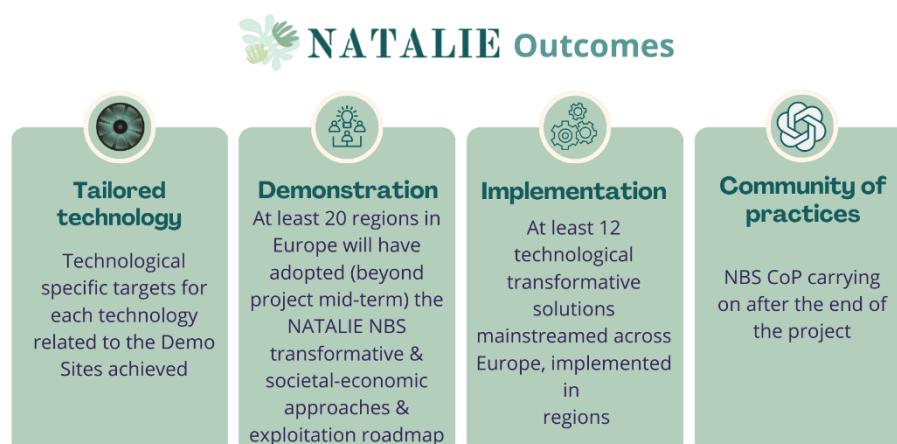 NATALIE Outcomes
Tailored
technology
Technological
specific targets for
each technology
related to the Demo
Sites achieved
Demonstration
At least 20 regions in
Europe will have
adopted (beyond
project mid-term) the
NATALIE NBS
transformative &
societal-economic
approaches &
exploitation roadmap
Implementation
At least 12
technological
transformative
solutions
mainstreamed across
Europe, implemented
in
regions
Community of
practices
NBS CoP carrying
on after the end of
the project